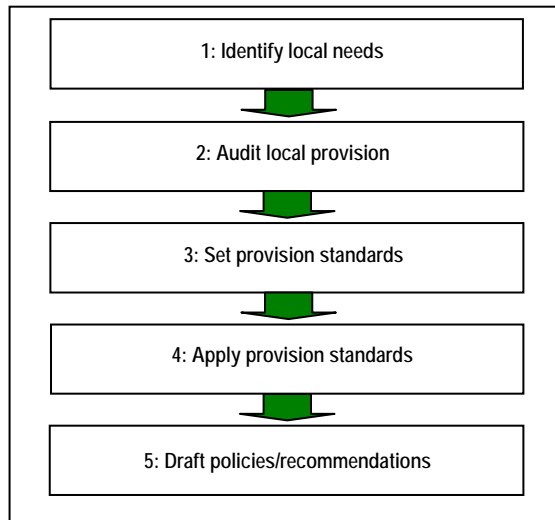 1: Identify local needs
2: Audit local provision
3: Set provision standards
4: Apply provision standards
5: Draft policies/recommendations